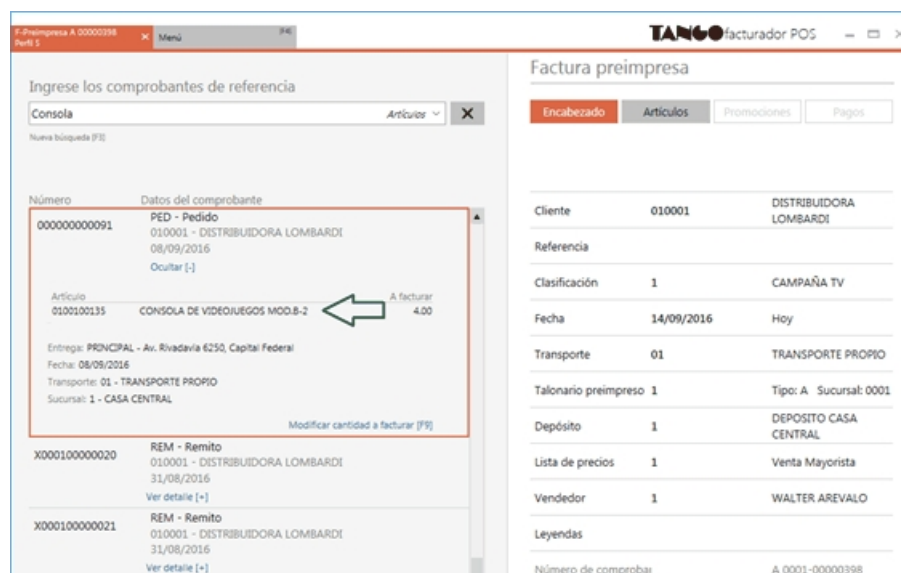 F-Preimpresa A 00000398
Perfil S
Menú
[F4]
TANGO facturador POS
Ingrese los comprobantes de referencia
Consola
Artículos
Nueva búsqueda [F3]
Número Datos del comprobante
000000000091
PED - Pedido
010001 - DISTRIBUIDORA LOMBARDI
08/09/2016
Ocultar [-]
Artículo A facturar
0100100135 CONSOLA DE VIDEOJUEGOS MOD.B-2 4.00
Entrega: PRINCIPAL - Av. Rivadavia 6250, Capital Federal
Fecha: 08/09/2016
Transporte: 01 - TRANSPORTE PROPIO
Sucursal: 1 - CASA CENTRAL
Modificar cantidad a facturar [F9]
X000100000020
REM - Remito
010001 - DISTRIBUIDORA LOMBARDI
31/08/2016
Ver detalle [+]
X000100000021
REM - Remito
010001 - DISTRIBUIDORA LOMBARDI
31/08/2016
Ver detalle [+]
Factura preimpresa
Encabezado Artículos Promociones Pagos
Cliente 010001 DISTRIBUIDORA
LOMBARDI
Referencia
Clasificación 1 CAMPAÑA TV
Fecha 14/09/2016 Hoy
Transporte 01 TRANSPORTE PROPIO
Talonario preimpreso 1 Tipo: A Sucursal: 0001
Depósito 1 DEPOSITO CASA
CENTRAL
Lista de precios 1 Venta Mayorista
Vendedor 1 WALTER AREVALO
Leyendas
Número de comprobar A 0001-00000398